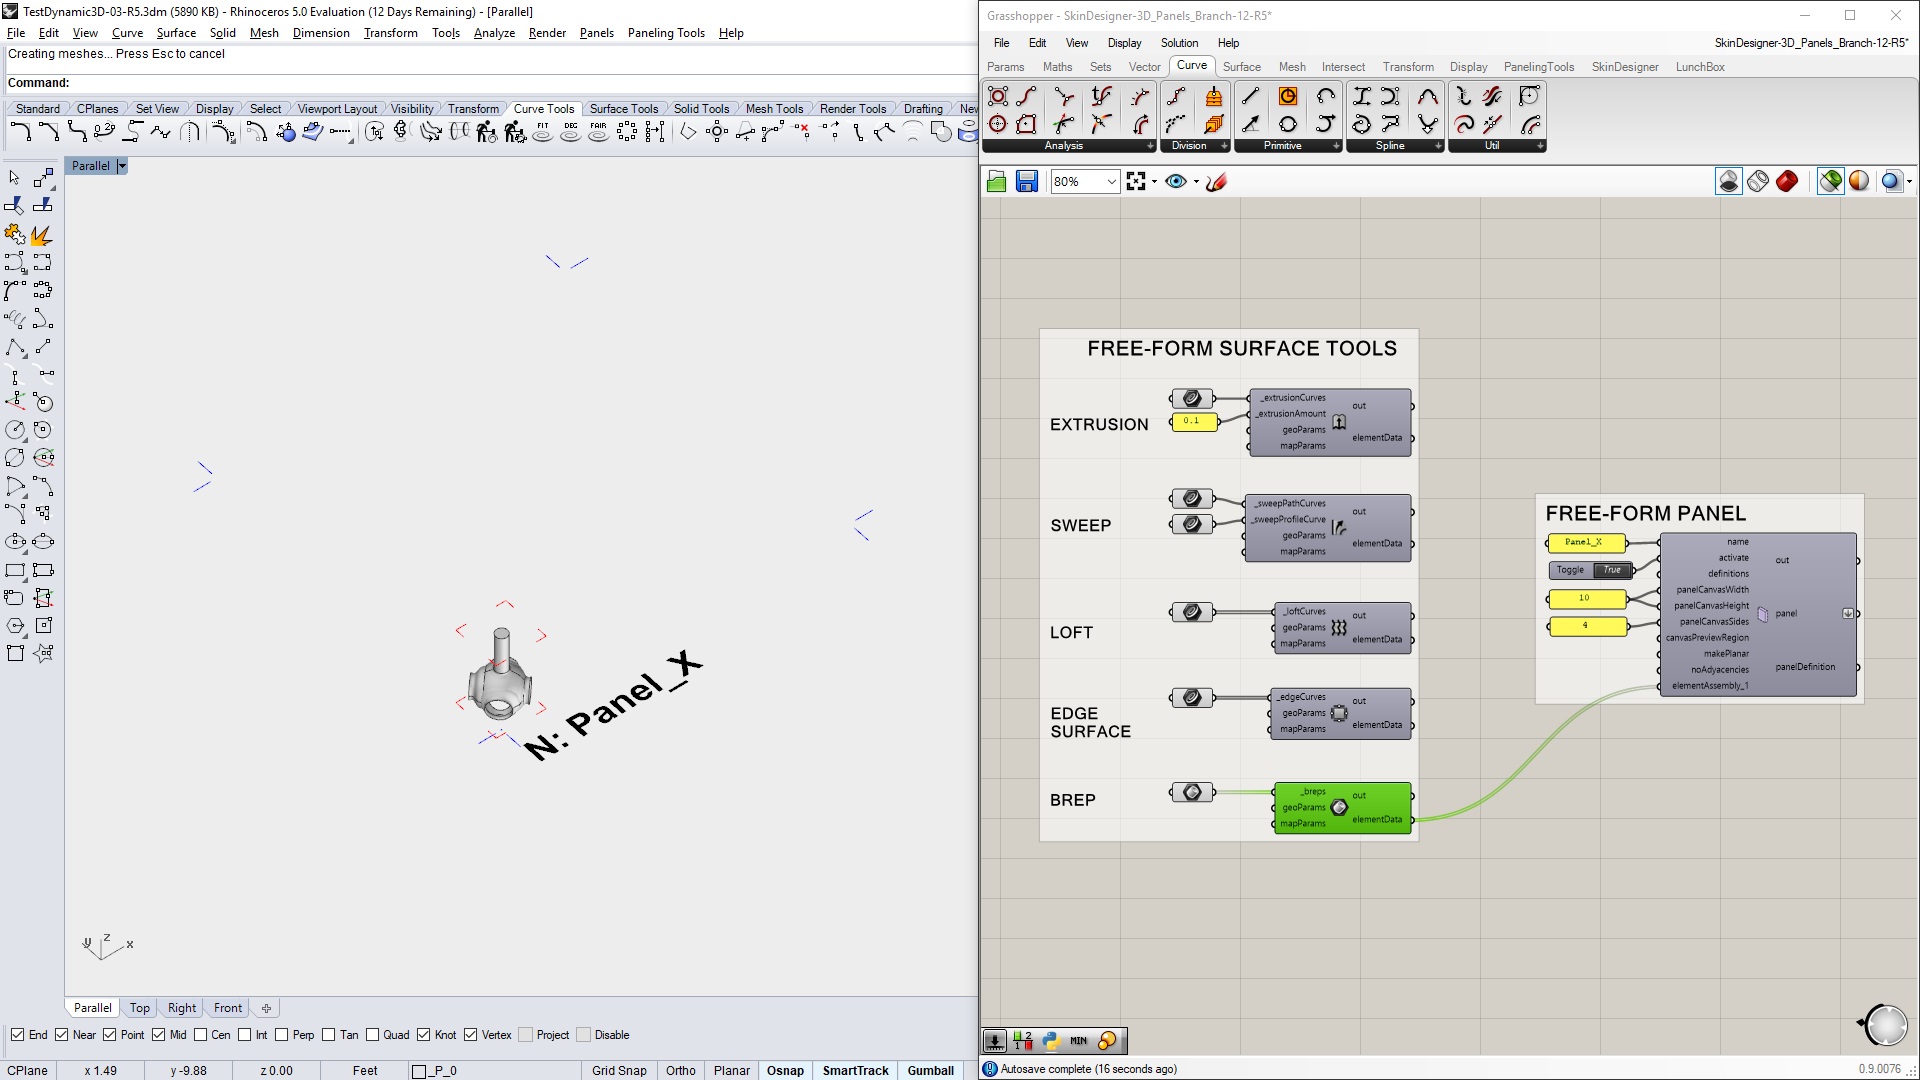 TestDynamic3D-03-R5.3dm (5890 KB) - Rhinoceros 5.0 Evaluation (12 Days Remaining) - [Parallel]
File Edit View Curve Surface Solid Mesh Dimension Transform Tools Analyze Render Panels Paneling Tools Help
Creating meshes... Press Esc to cancel
Command:
Standard CPlanes Set View Display Select Viewport Layout Visibility Transform Curve Tools Surface Tools Solid Tools Mesh Tools Render Tools Drafting New
FIT DEG FAIR
Parallel
N: Panel_X
y z x
Parallel Top Right Front
End Near Point Mid Cen Int Perp Tan Quad Knot Vertex Project Disable
CPlane x 1.49 y -9.88 z 0.00 Feet _P_0 Grid Snap Ortho Planar Osnap SmartTrack Gumball
Grasshopper - SkinDesigner-3D_Panels_Branch-12-R5*
File Edit View Display Solution Help SkinDesigner-3D_Panels_Branch-12-R5*
Params Maths Sets Vector Curve Surface Mesh Intersect Transform Display PanelingTools SkinDesigner LunchBox
Analysis Division Primitive Spline Util
80%
FREE-FORM SURFACE TOOLS
EXTRUSION
0.1
_extrusionCurves
_extrusionAmount
geoParams
mapParams
out
elementData
SWEEP
_sweepPathCurves
_sweepProfileCurve
geoParams
mapParams
out
elementData
LOFT
_loftCurves
geoParams
mapParams
out
elementData
EDGE
SURFACE
_edgeCurves
geoParams
mapParams
out
elementData
BREP
_breps
geoParams
mapParams
out
elementData
FREE-FORM PANEL
Panel_X
Toggle True
10
4
name
activate
definitions
panelCanvasWidth
panelCanvasHeight
panelCanvasSides
canvasPreviewRegion
makePlanar
noAdyacencies
elementAssembly_1
out
panel
panelDefinition
1 2 MIN
Autosave complete (16 seconds ago) 0.9.0076